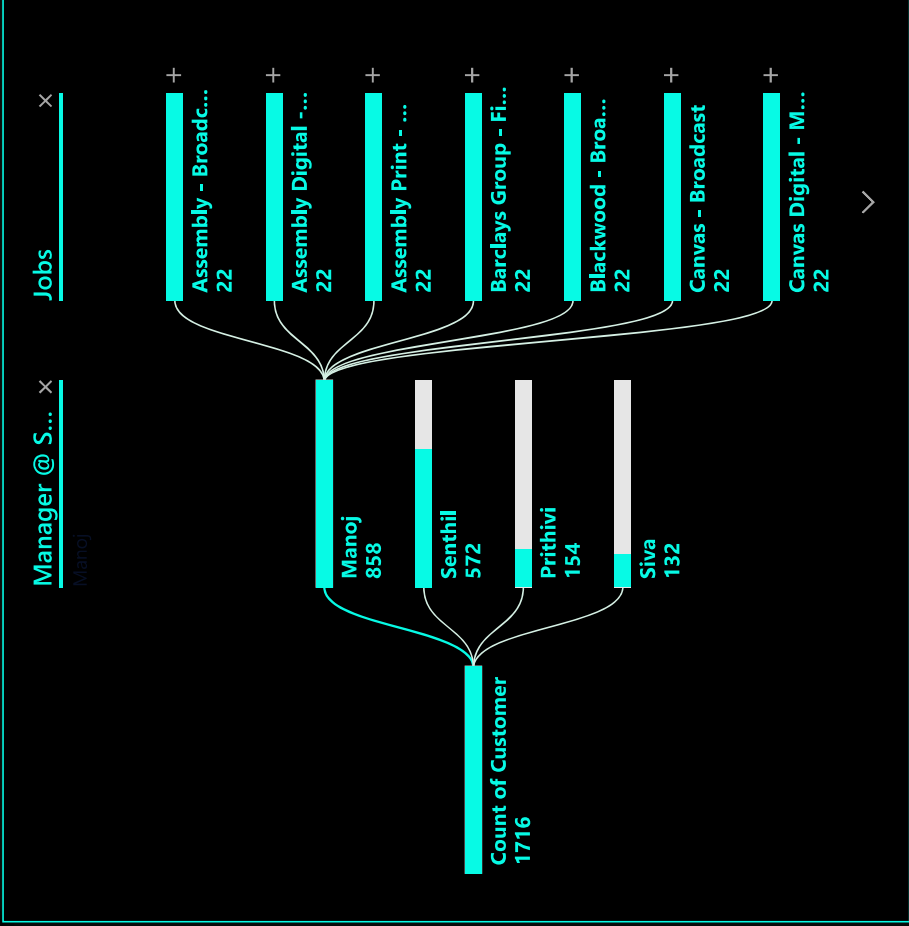 Count of Customer
1716
Manager @ S...
Manoj
Manoj
858
Senthil
572
Prithivi
154
Siva
132
Jobs
Assembly - Broadc...
22
Assembly Digital -...
22
Assembly Print - ...
22
Barclays Group - Fi...
22
Blackwood - Broa...
22
Canvas - Broadcast
22
Canvas Digital - M...
22